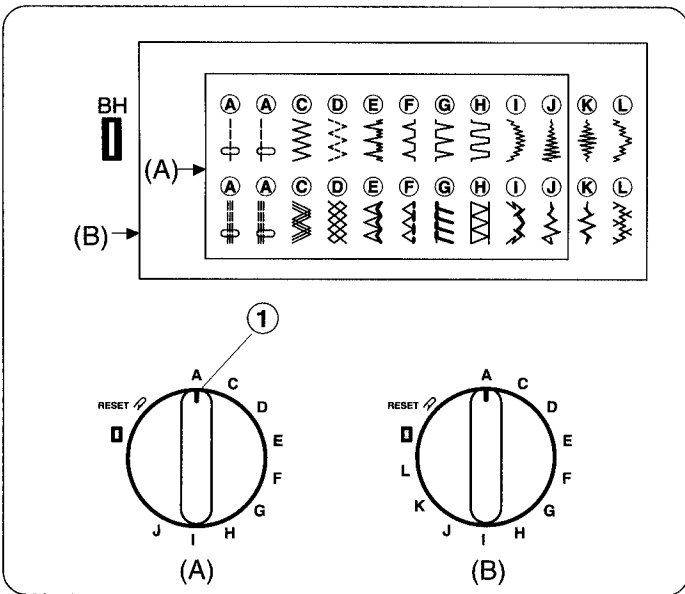 BH
A A C D E F G H I J K L
(A)
A A C D E F G H I J K L
(B)
1
A
C
D
E
F
G
H
I
J
RESET
(A)
A
C
D
E
F
G
H
I
J
K
L
RESET
(B)